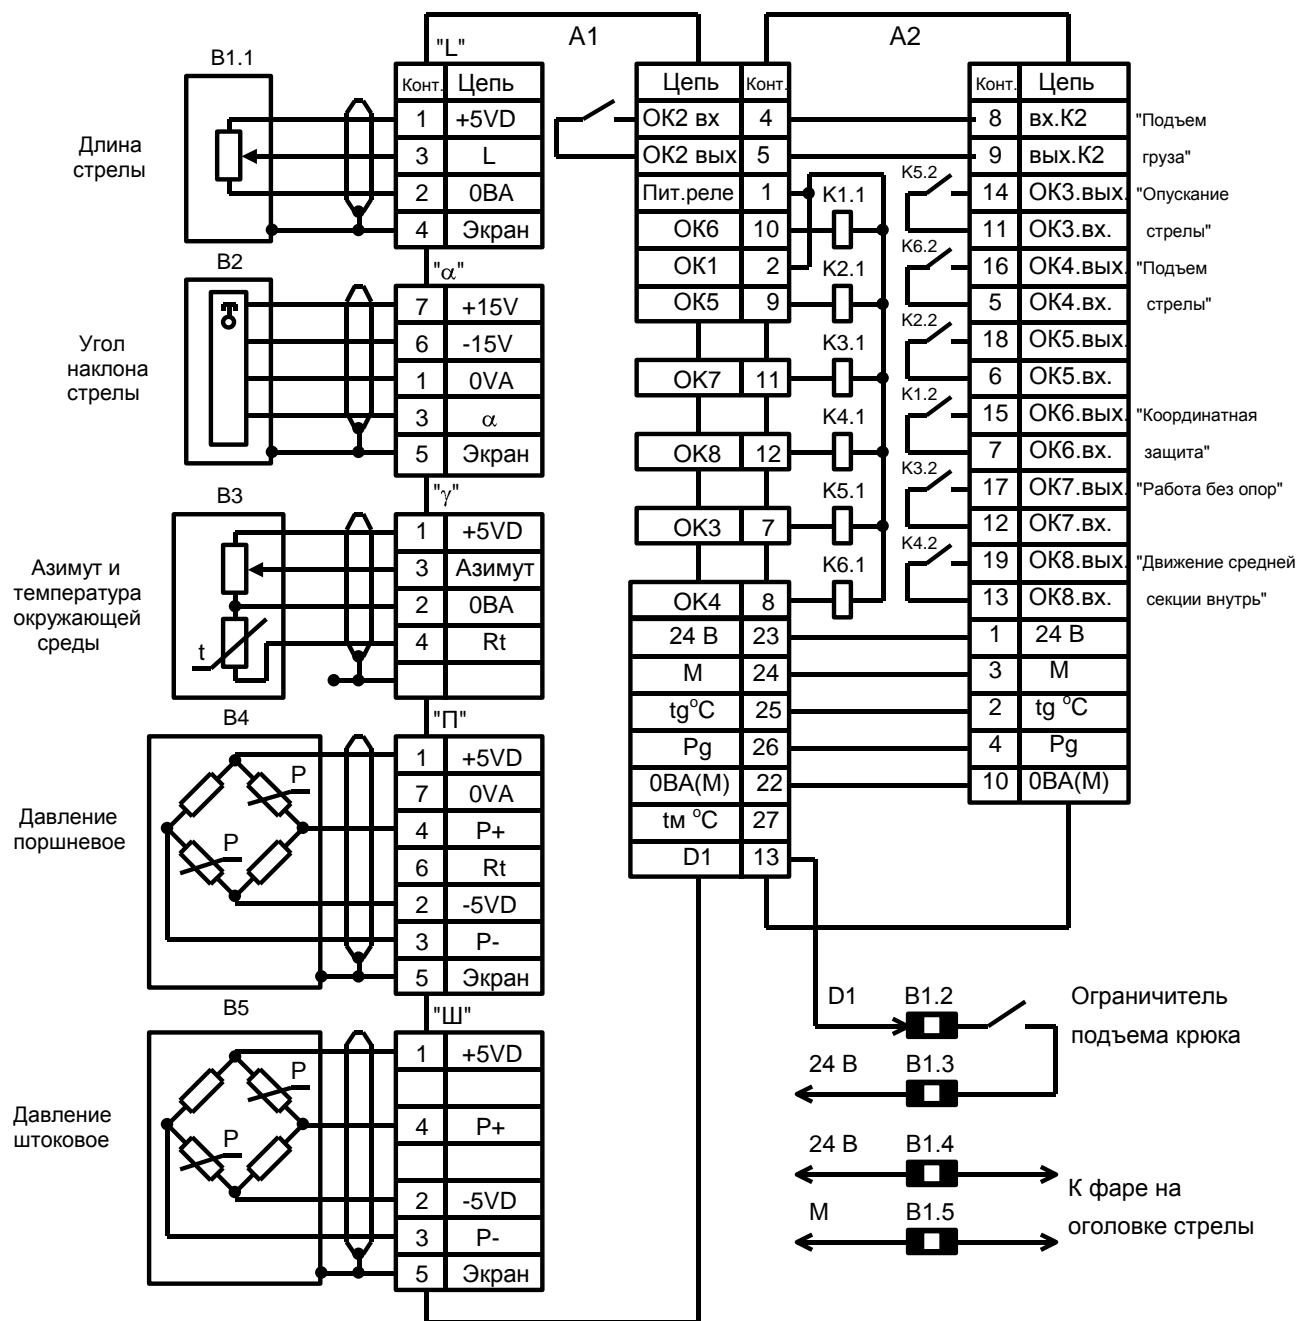 A1
A2
B1.1
Длина
стрелы
"L"
Конт. Цепь
1 +5VD
3 L
2 0ВА
4 Экран
B2
Угол
наклона
стрелы
"α"
7 +15V
6 -15V
1 0VA
3 α
5 Экран
B3
Азимут и
температура
окружающей
среды
t
"γ"
1 +5VD
3 Азимут
2 0ВА
4 Rt
B4
Давление
поршневое
P
P
"П"
1 +5VD
7 0VA
4 P+
6 Rt
2 -5VD
3 P-
5 Экран
B5
Давление
штоковое
P
P
"Ш"
1 +5VD
4 P+
2 -5VD
3 P-
5 Экран
Цепь Конт.
ОК2 вх 4
ОК2 вых 5
Пит.реле 1
ОК6 10
ОК1 2
ОК5 9
ОК7 11
ОК8 12
ОК3 7
ОК4 8
24 В 23
М 24
tg°C 25
Pg 26
0ВА(М) 22
tм °C 27
D1 13
K1.1
K2.1
K3.1
K4.1
K5.1
K6.1
K5.2
K6.2
K2.2
K1.2
K3.2
K4.2
Конт. Цепь
8 вх.К2 "Подъем
9 вых.К2 груза"
14 ОК3.вых. "Опускание
11 ОК3.вх. стрелы"
16 ОК4.вых. "Подъем
5 ОК4.вх. стрелы"
18 ОК5.вых.
6 ОК5.вх.
15 ОК6.вых. "Координатная
7 ОК6.вх. защита"
17 ОК7.вых. "Работа без опор"
12 ОК7.вх.
19 ОК8.вых. "Движение средней
13 ОК8.вх. секции внутрь"
1 24 В
3 М
2 tg °C
4 Pg
10 0ВА(М)
D1 B1.2 Ограничитель
подъема крюка
24 В B1.3
24 В B1.4
К фаре на
М B1.5
оголовке стрелы